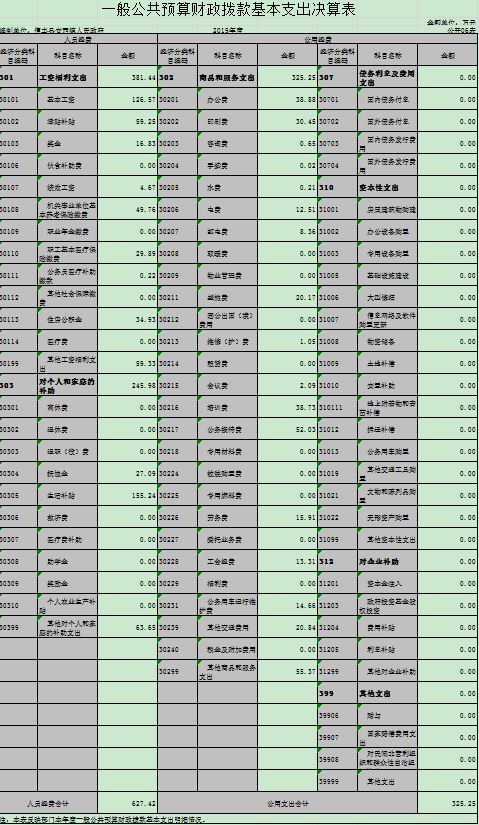 一般公共预算财政拨款基本支出决算表
金额单位：万元
2019年度
公开06表
人员经费 公用经费
经济分类科目编码 科目名称 金额 经济分类科目编码 科目名称 金额 经济分类科目编码 科目名称 金额
301 工资福利支出 381.44 302 商品和服务支出 325.25 307 债务利息及费用支出 0.00
30101 基本工资 126.57 30201 办公费 38.88 30701 国内债务付息 0.00
30102 津贴补贴 59.25 30202 印刷费 30.45 30702 国外债务付息 0.00
30103 奖金 16.83 30203 咨询费 0.65 30703 国内债务发行费用 0.00
30106 伙食补助费 0.00 30204 手续费 0.02 30704 国外债务发行费用 0.00
30107 绩效工资 4.67 30205 水费 0.21 310 资本性支出 0.00
30108 机关事业单位基本养老保险缴费 49.76 30206 电费 12.51 31001 房屋建筑物购建 0.00
30109 职业年金缴费 0.00 30207 邮电费 8.36 31002 办公设备购置 0.00
30110 职工基本医疗保险缴费 29.89 30208 取暖费 0.00 31003 专用设备购置 0.00
30111 公务员医疗补助缴款 0.22 30209 物业管理费 0.00 31005 基础设施建设 0.00
30112 其他社会保障缴费 0.00 30211 差旅费 20.17 31006 大型修缮 0.00
30113 住房公积金 34.93 30212 因公出国（境）费用 0.00 31007 信息网络及软件购置更新 0.00
30114 医疗费 0.00 30213 维修（护）费 1.05 31008 物资储备 0.00
30199 其他工资福利支出 59.33 30214 租赁费 0.00 31009 土地补偿 0.00
303 对个人和家庭的补助 245.98 30215 会议费 2.09 31010 安置补助 0.00
30301 离休费 0.00 30216 培训费 38.73 310111 地上附着物和青苗补偿 0.00
30302 退休费 0.00 30217 公务接待费 52.03 31012 拆迁补偿 0.00
30303 退职（役）费 0.00 30218 专用材料费 0.00 31013 公务用车购置 0.00
30304 抚恤金 27.09 30224 被装购置费 0.00 31019 其他交通工具购置 0.00
30305 生活补贴 155.24 30225 专用燃料费 0.00 31021 文物和陈列品购置 0.00
30306 救济费 0.00 30226 劳务费 15.91 31022 无形资产购置 0.00
30307 医疗费补助 0.00 30227 委托业务费 0.00 31099 其他资本性支出 0.00
30308 助学金 0.00 30228 工会经费 13.31 312 对企业补助 0.00
30309 奖励金 0.00 30229 福利费 0.00 31201 资本金注入 0.00
30310 个人农业生产补贴 0.00 30231 公务用车运行维护费 14.66 31203 政府投资基金股权投资 0.00
30399 其他对个人和家庭的补助支出 63.65 30239 其他交通费用 20.84 31204 费用补贴 0.00
30240 税金及附加费用 0.00 31205 利息补贴 0.00
30299 其他商品和服务支出 55.37 31299 其他对企业补助 0.00
399 其他支出 0.00
39906 赠与 0.00
39907 国家赔偿费用支出 0.00
39908 对民间非营利组织和群众性自治组 0.00
39999 其他支出 0.00
人员经费合计 627.42 公用支出合计 325.25
注：本表反映部门本年度一般公共预算财政拨款基本支出明细情况。